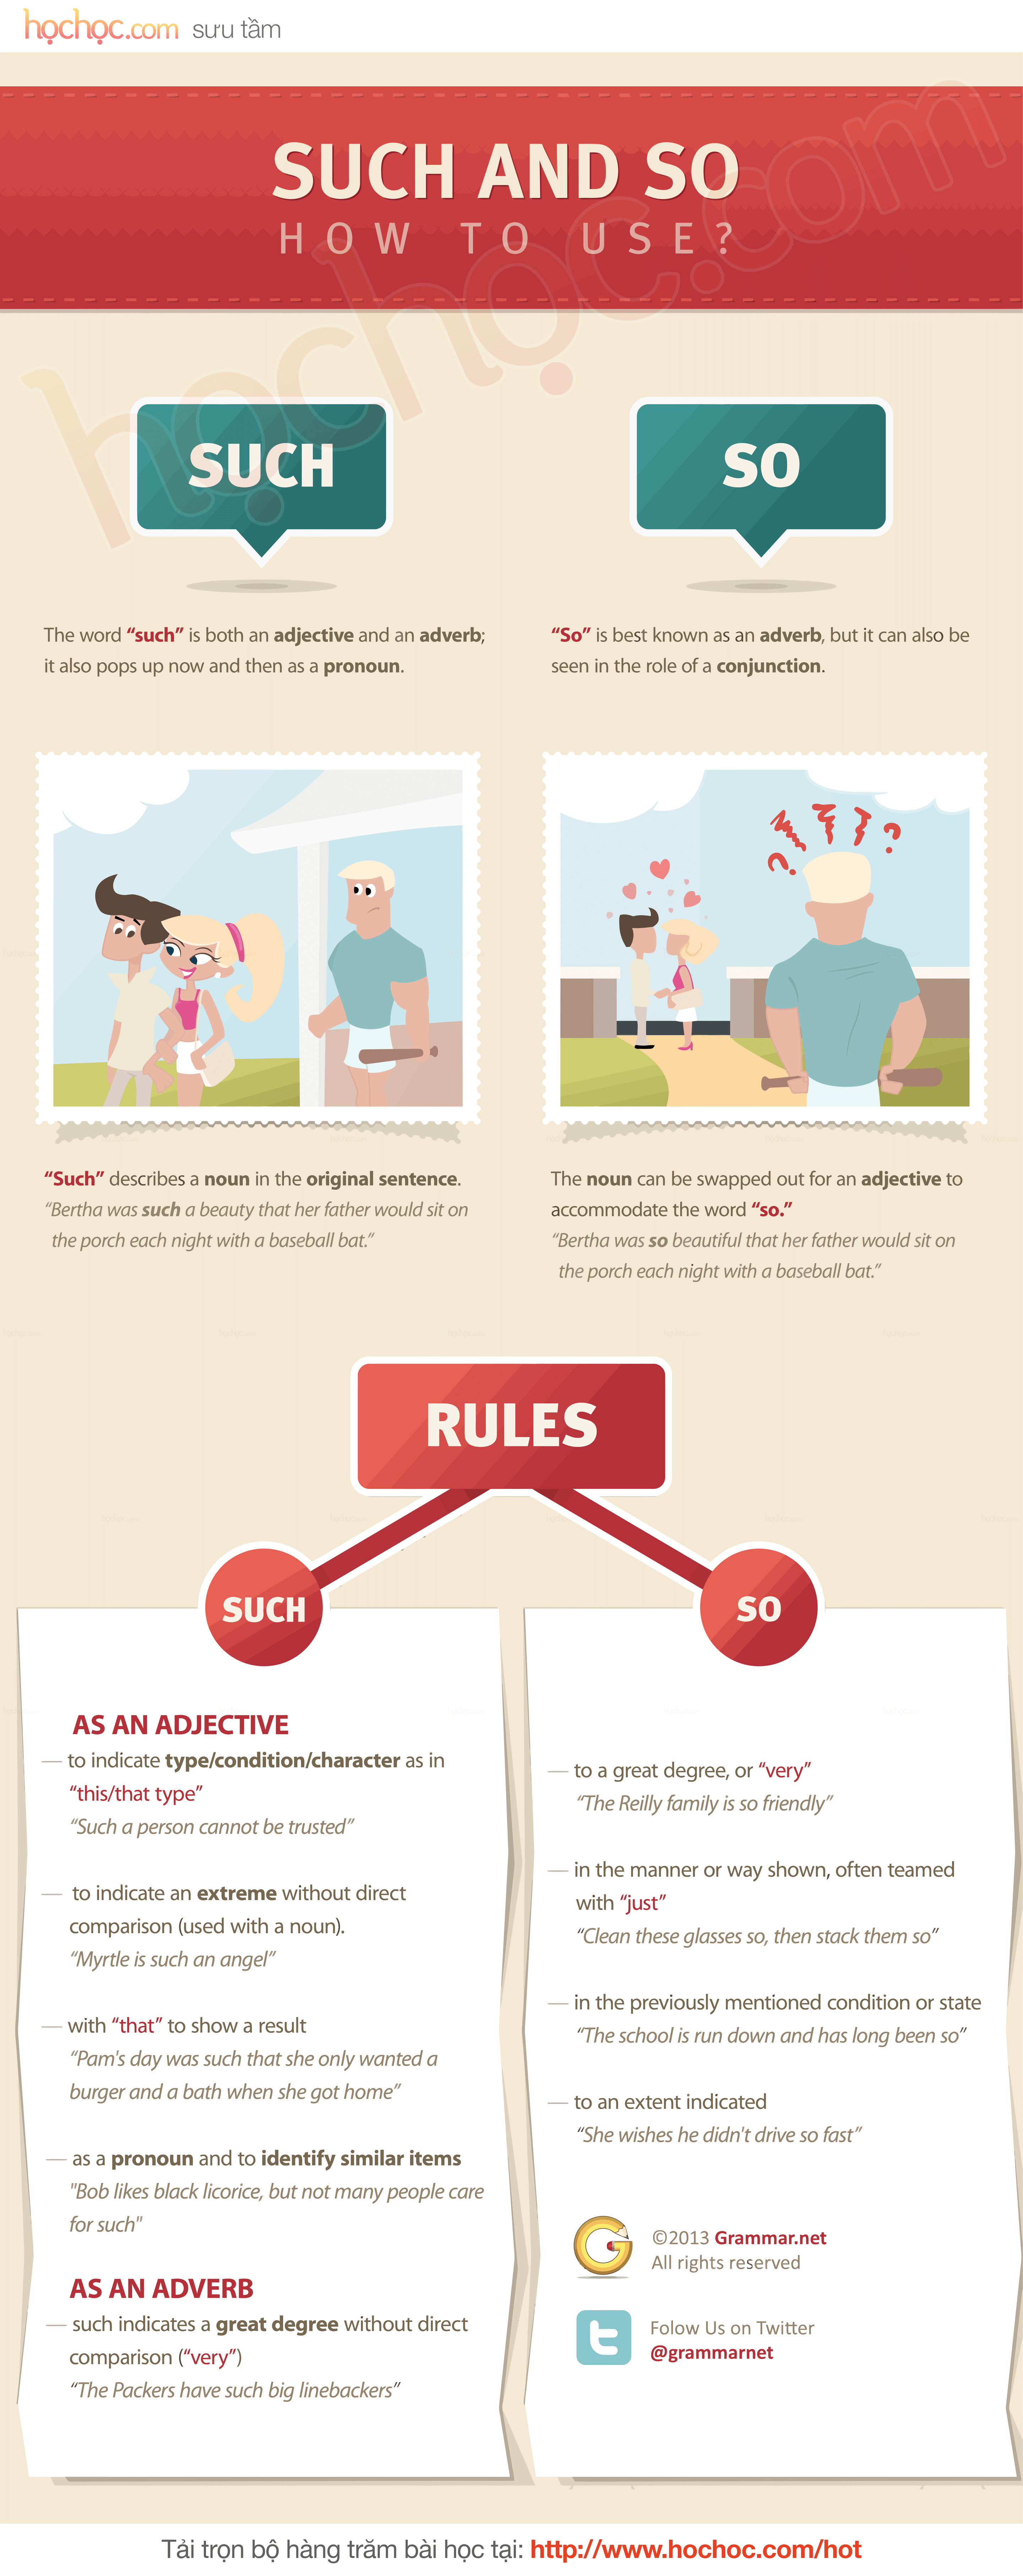 họchọc.com sưu tầm
SUCH AND SO
HOW TO USE?
họchọc.com
SUCH
The word “such” is both an adjective and an adverb;
it also pops up now and then as a pronoun.
SO
“So” is best known as an adverb, but it can also be
seen in the role of a conjunction.
“Such” describes a noun in the original sentence.
“Bertha was such a beauty that her father would sit on
the porch each night with a baseball bat.”
??
The noun can be swapped out for an adjective to
accommodate the word “so.”
“Bertha was so beautiful that her father would sit on
the porch each night with a baseball bat.”
RULES
SUCH
AS AN ADJECTIVE
— to indicate type/condition/character as in
“this/that type”
“Such a person cannot be trusted”
— to indicate an extreme without direct
comparison (used with a noun).
“Myrtle is such an angel”
— with “that” to show a result
“Pam's day was such that she only wanted a
burger and a bath when she got home”
— as a pronoun and to identify similar items
"Bob likes black licorice, but not many people care
for such"
AS AN ADVERB
— such indicates a great degree without direct
comparison (“very”)
“The Packers have such big linebackers”
SO
— to a great degree, or “very”
“The Reilly family is so friendly”
— in the manner or way shown, often teamed
with “just”
“Clean these glasses so, then stack them so”
— in the previously mentioned condition or state
“The school is run down and has long been so”
— to an extent indicated
“She wishes he didn't drive so fast”
G
©2013 Grammar.net
All rights reserved
t
Folow Us on Twitter
@grammarnet
Tải trọn bộ hàng trăm bài học tại: http://www.hochoc.com/hot